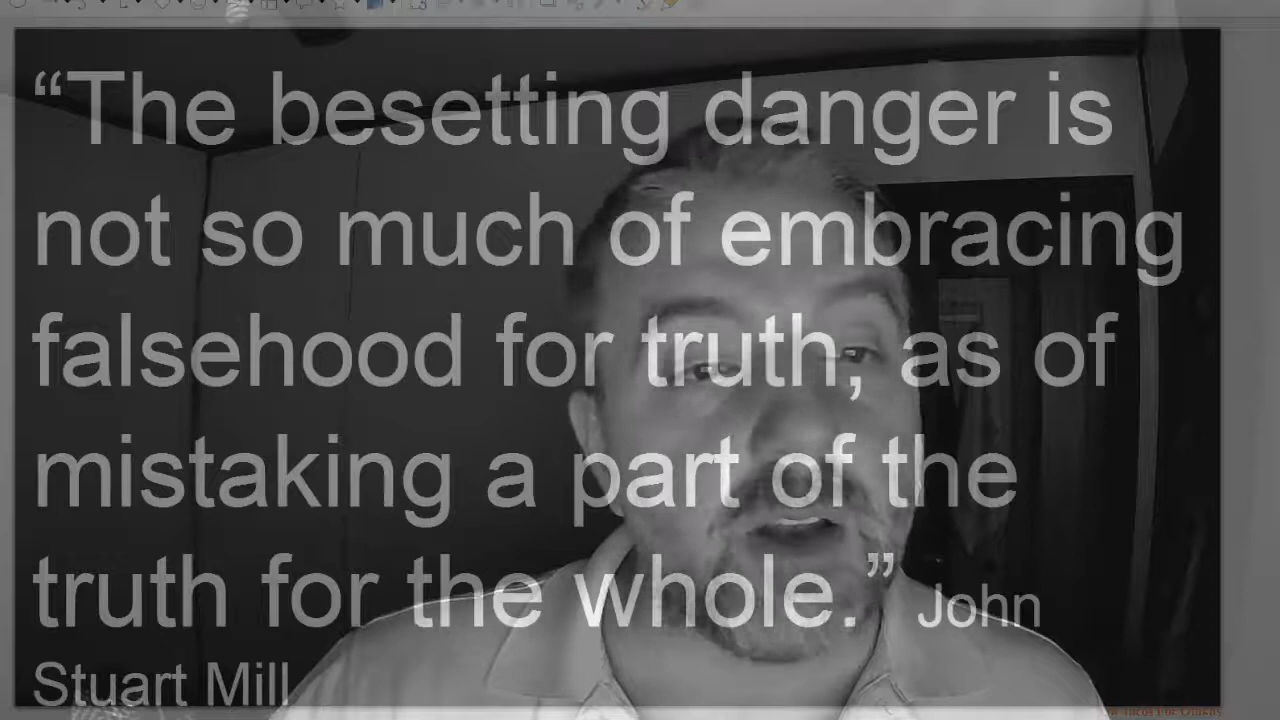 “The besetting danger is
not so much of embracing
falsehood for truth, as of
mistaking a part of the
truth for the whole.” John
Stuart Mill